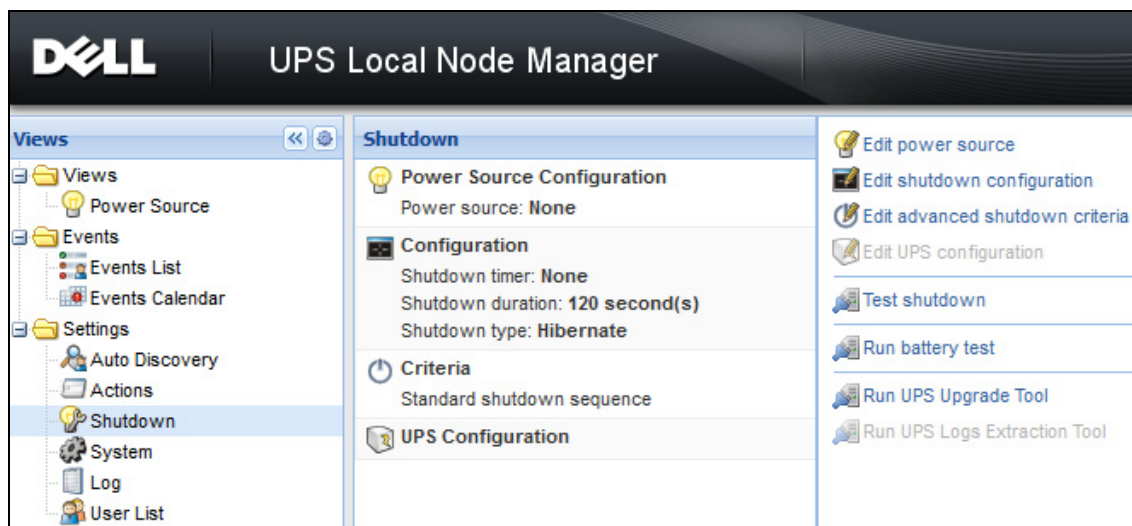 DELL
UPS Local Node Manager
Views
Views
Power Source
Events
Events List
Events Calendar
Settings
Auto Discovery
Actions
Shutdown
System
Log
User List
Shutdown
Power Source Configuration
Power source: None
Configuration
Shutdown timer: None
Shutdown duration: 120 second(s)
Shutdown type: Hibernate
Criteria
Standard shutdown sequence
UPS Configuration
Edit power source
Edit shutdown configuration
Edit advanced shutdown criteria
Edit UPS configuration
Test shutdown
Run battery test
Run UPS Upgrade Tool
Run UPS Logs Extraction Tool